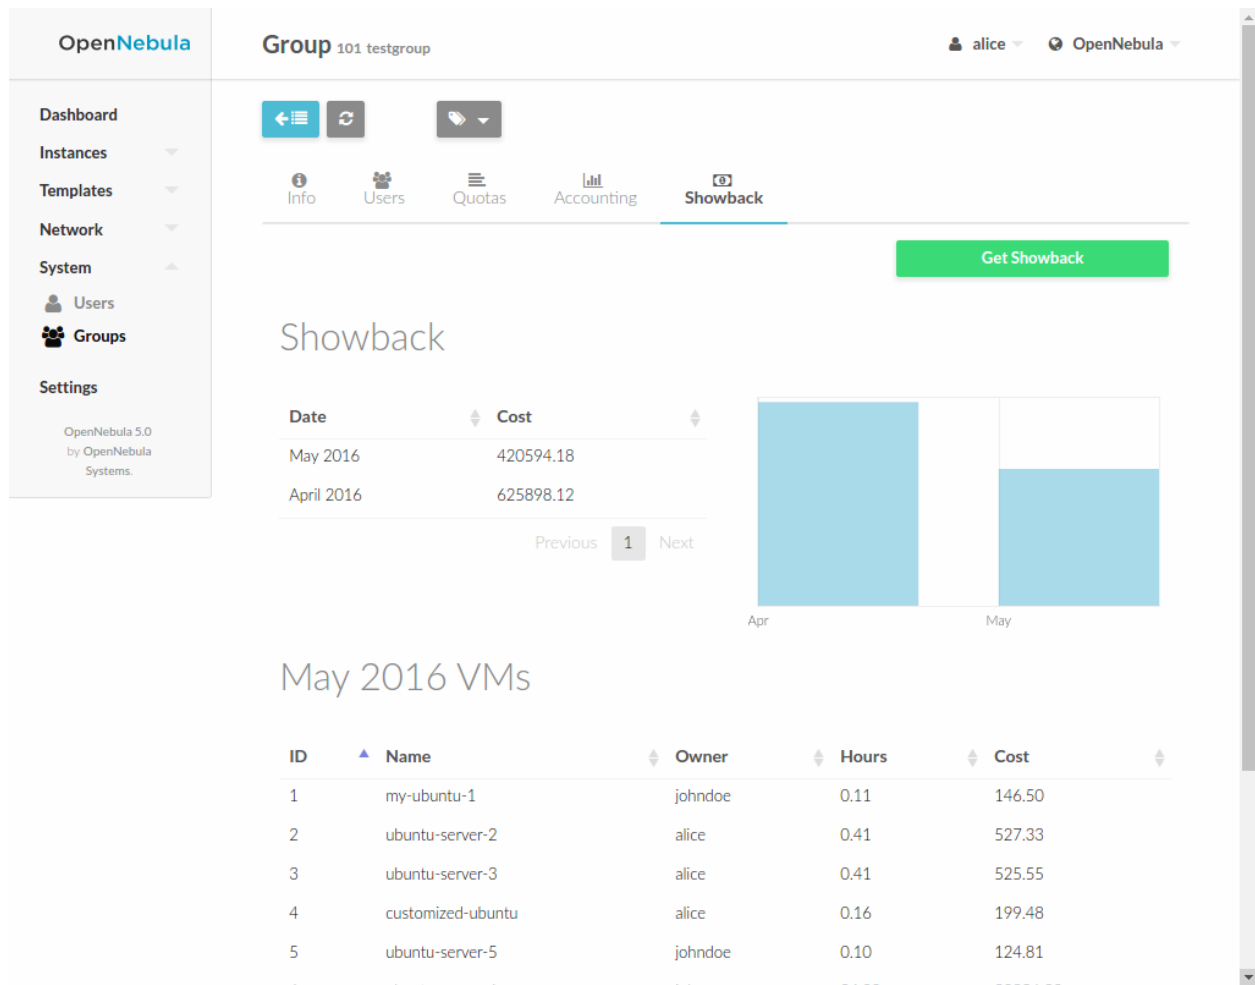 OpenNebula
Group 101 testgroup
alice
OpenNebula
Dashboard
Instances
Templates
Network
System
Users
Groups
Settings
OpenNebula 5.0
by OpenNebula
Systems.
Info
Users
Quotas
Accounting
Showback
Get Showback
Showback
Date Cost
May 2016 420594.18
April 2016 625898.12
Previous 1 Next
Apr May
May 2016 VMs
ID Name Owner Hours Cost
1 my-ubuntu-1 johndoe 0.11 146.50
2 ubuntu-server-2 alice 0.41 527.33
3 ubuntu-server-3 alice 0.41 525.55
4 customized-ubuntu alice 0.16 199.48
5 ubuntu-server-5 johndoe 0.10 124.81